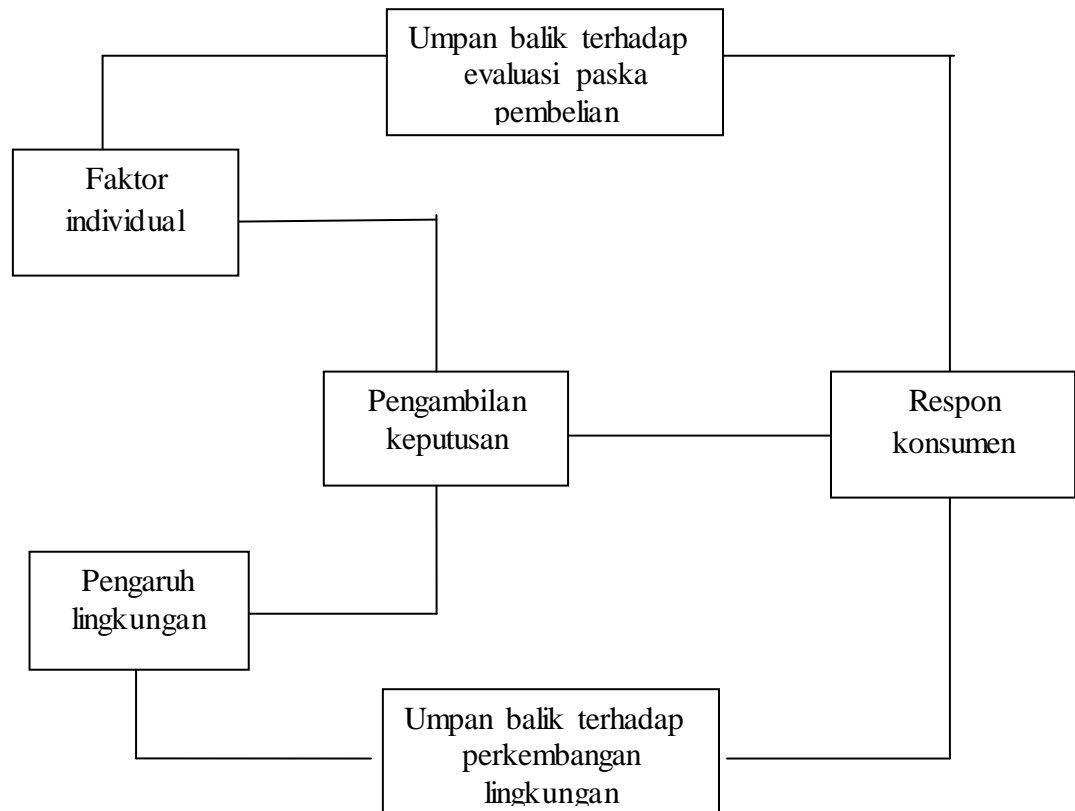 Umpan balik terhadap
evaluasi paska
pembelian
Faktor
individual
Pengambilan
keputusan
Respon
konsumen
Pengaruh
lingkungan
Umpan balik terhadap
perkembangan
lingkungan